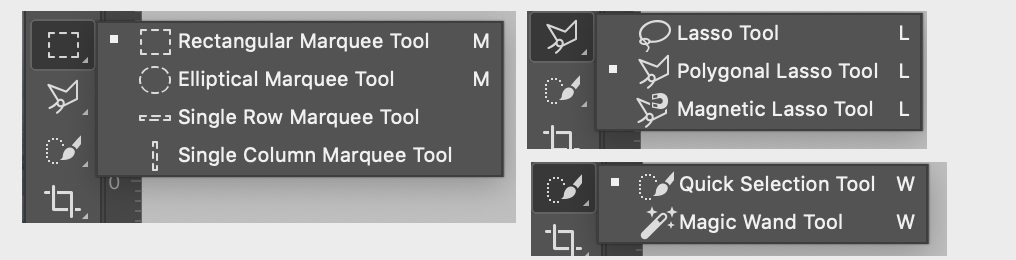 Rectangular Marquee Tool M
Elliptical Marquee Tool M
Single Row Marquee Tool
Single Column Marquee Tool
0
Lasso Tool L
Polygonal Lasso Tool L
Magnetic Lasso Tool L
Quick Selection Tool W
Magic Wand Tool W